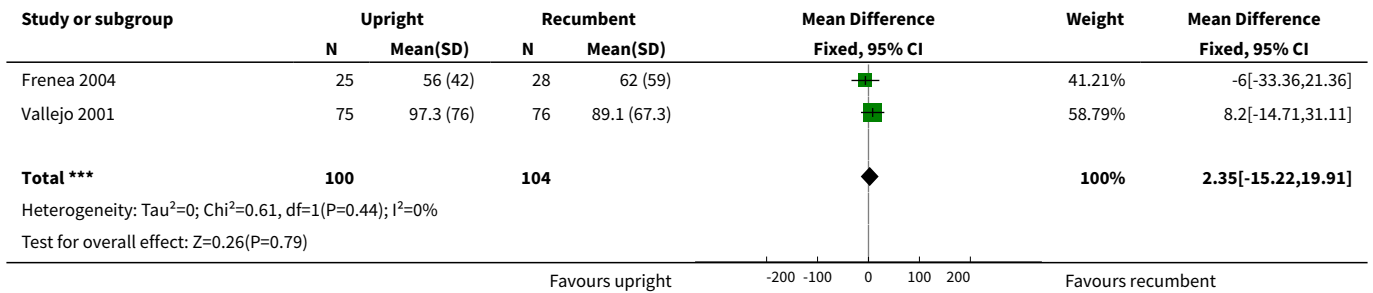 Study or subgroup Upright Recumbent Mean Difference Weight Mean Difference
N Mean(SD) N Mean(SD) Fixed, 95% CI Fixed, 95% CI
Frenea 2004 25 56 (42) 28 62 (59) 41.21% -6[-33.36,21.36]
Vallejo 2001 75 97.3 (76) 76 89.1 (67.3) 58.79% 8.2[-14.71,31.11]
Total *** 100 104 100% 2.35[-15.22,19.91]
Heterogeneity: Tau²=0; Chi²=0.61, df=1(P=0.44); I²=0%
Test for overall effect: Z=0.26(P=0.79)
Favours upright -200 -100 0 100 200 Favours recumbent